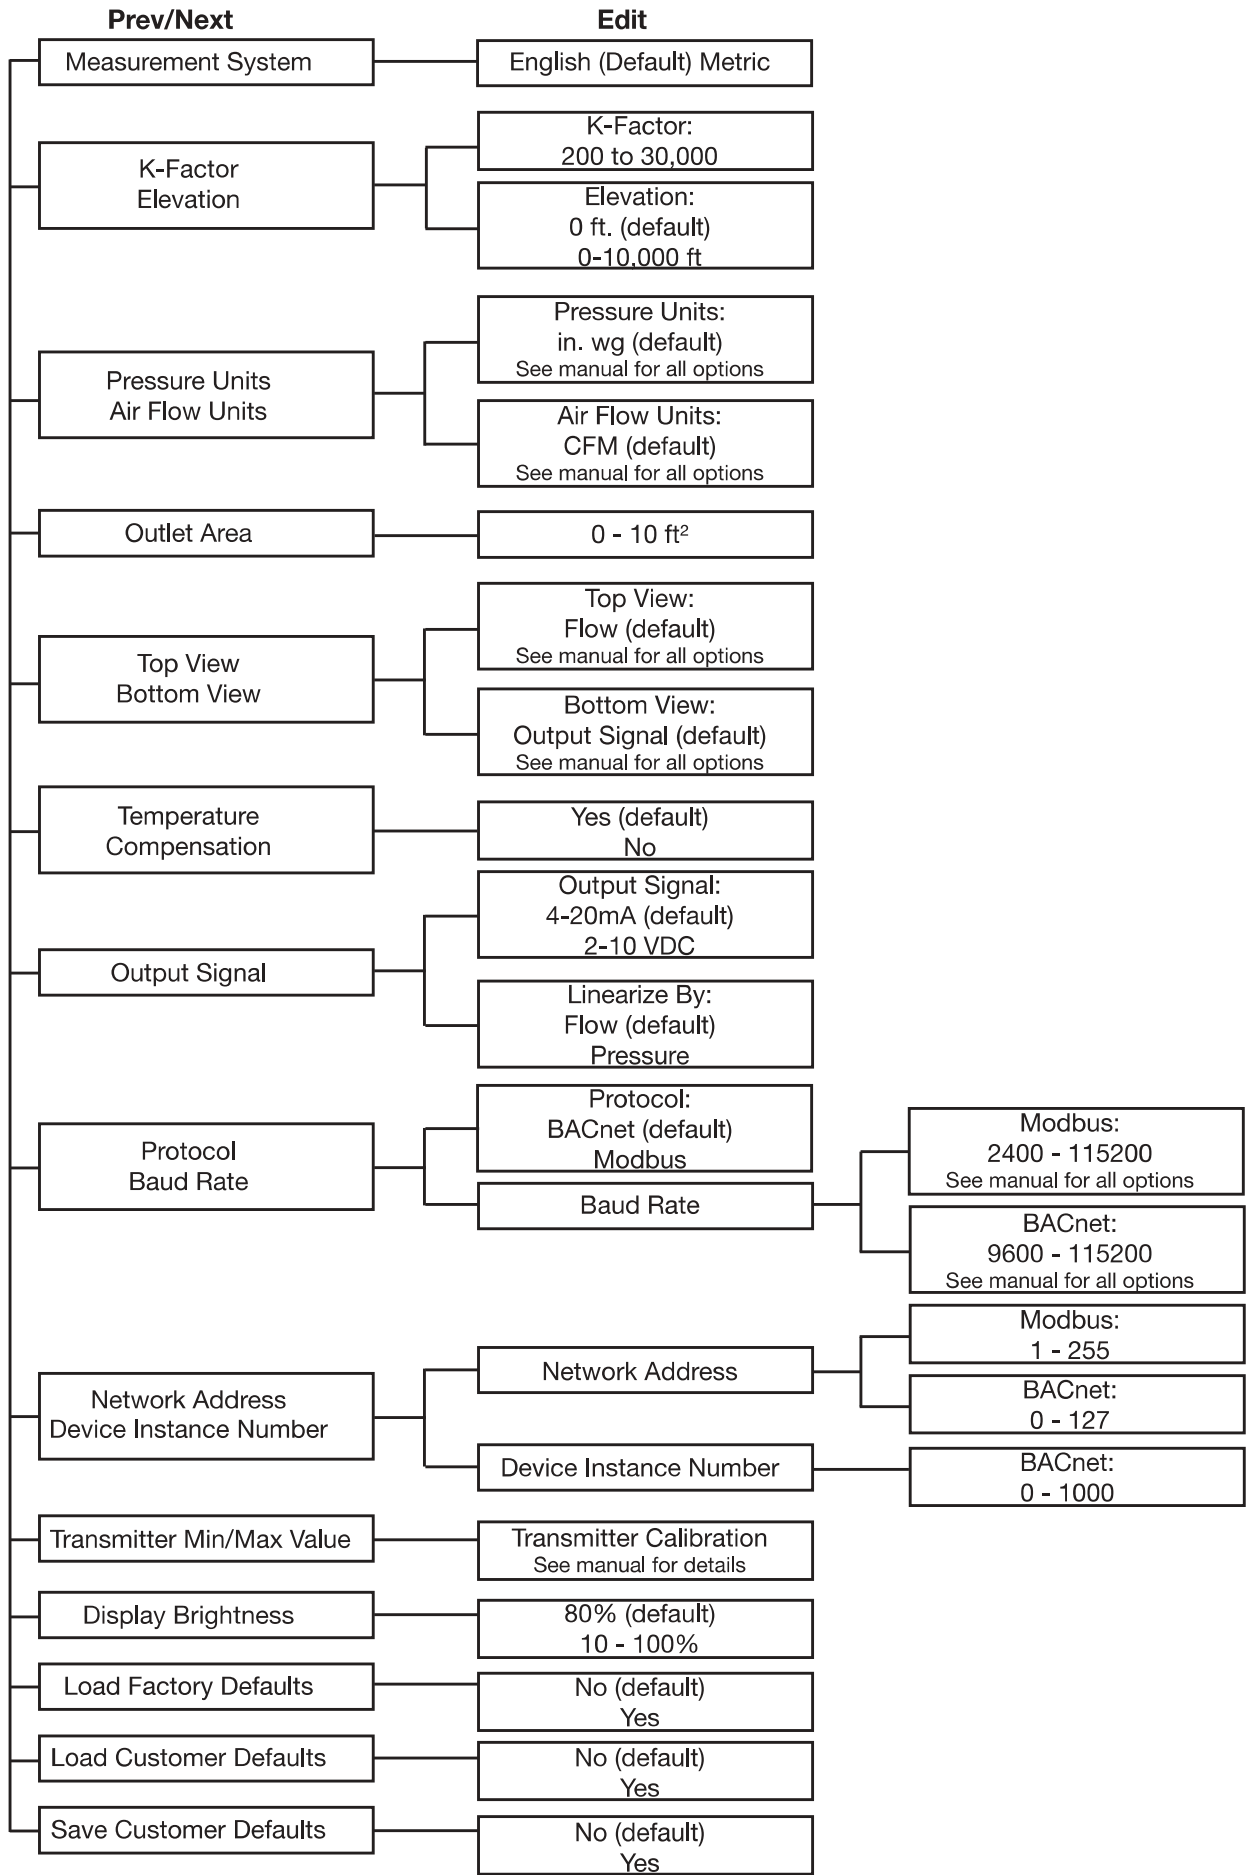 Prev/Next
Edit
Measurement System
English (Default) Metric
K-Factor
Elevation
K-Factor:
200 to 30,000
Elevation:
0 ft. (default)
0-10,000 ft
Pressure Units
Air Flow Units
Pressure Units:
in. wg (default)
See manual for all options
Air Flow Units:
CFM (default)
See manual for all options
Outlet Area
0 - 10 ft²
Top View
Bottom View
Top View:
Flow (default)
See manual for all options
Bottom View:
Output Signal (default)
See manual for all options
Temperature
Compensation
Yes (default)
No
Output Signal
Output Signal:
4-20mA (default)
2-10 VDC
Linearize By:
Flow (default)
Pressure
Protocol
Baud Rate
Protocol:
BACnet (default)
Modbus
Baud Rate
Modbus:
2400 - 115200
See manual for all options
BACnet:
9600 - 115200
See manual for all options
Network Address
Device Instance Number
Network Address
Modbus:
1 - 255
BACnet:
0 - 127
Device Instance Number
BACnet:
0 - 1000
Transmitter Min/Max Value
Transmitter Calibration
See manual for details
Display Brightness
80% (default)
10 - 100%
Load Factory Defaults
No (default)
Yes
Load Customer Defaults
No (default)
Yes
Save Customer Defaults
No (default)
Yes